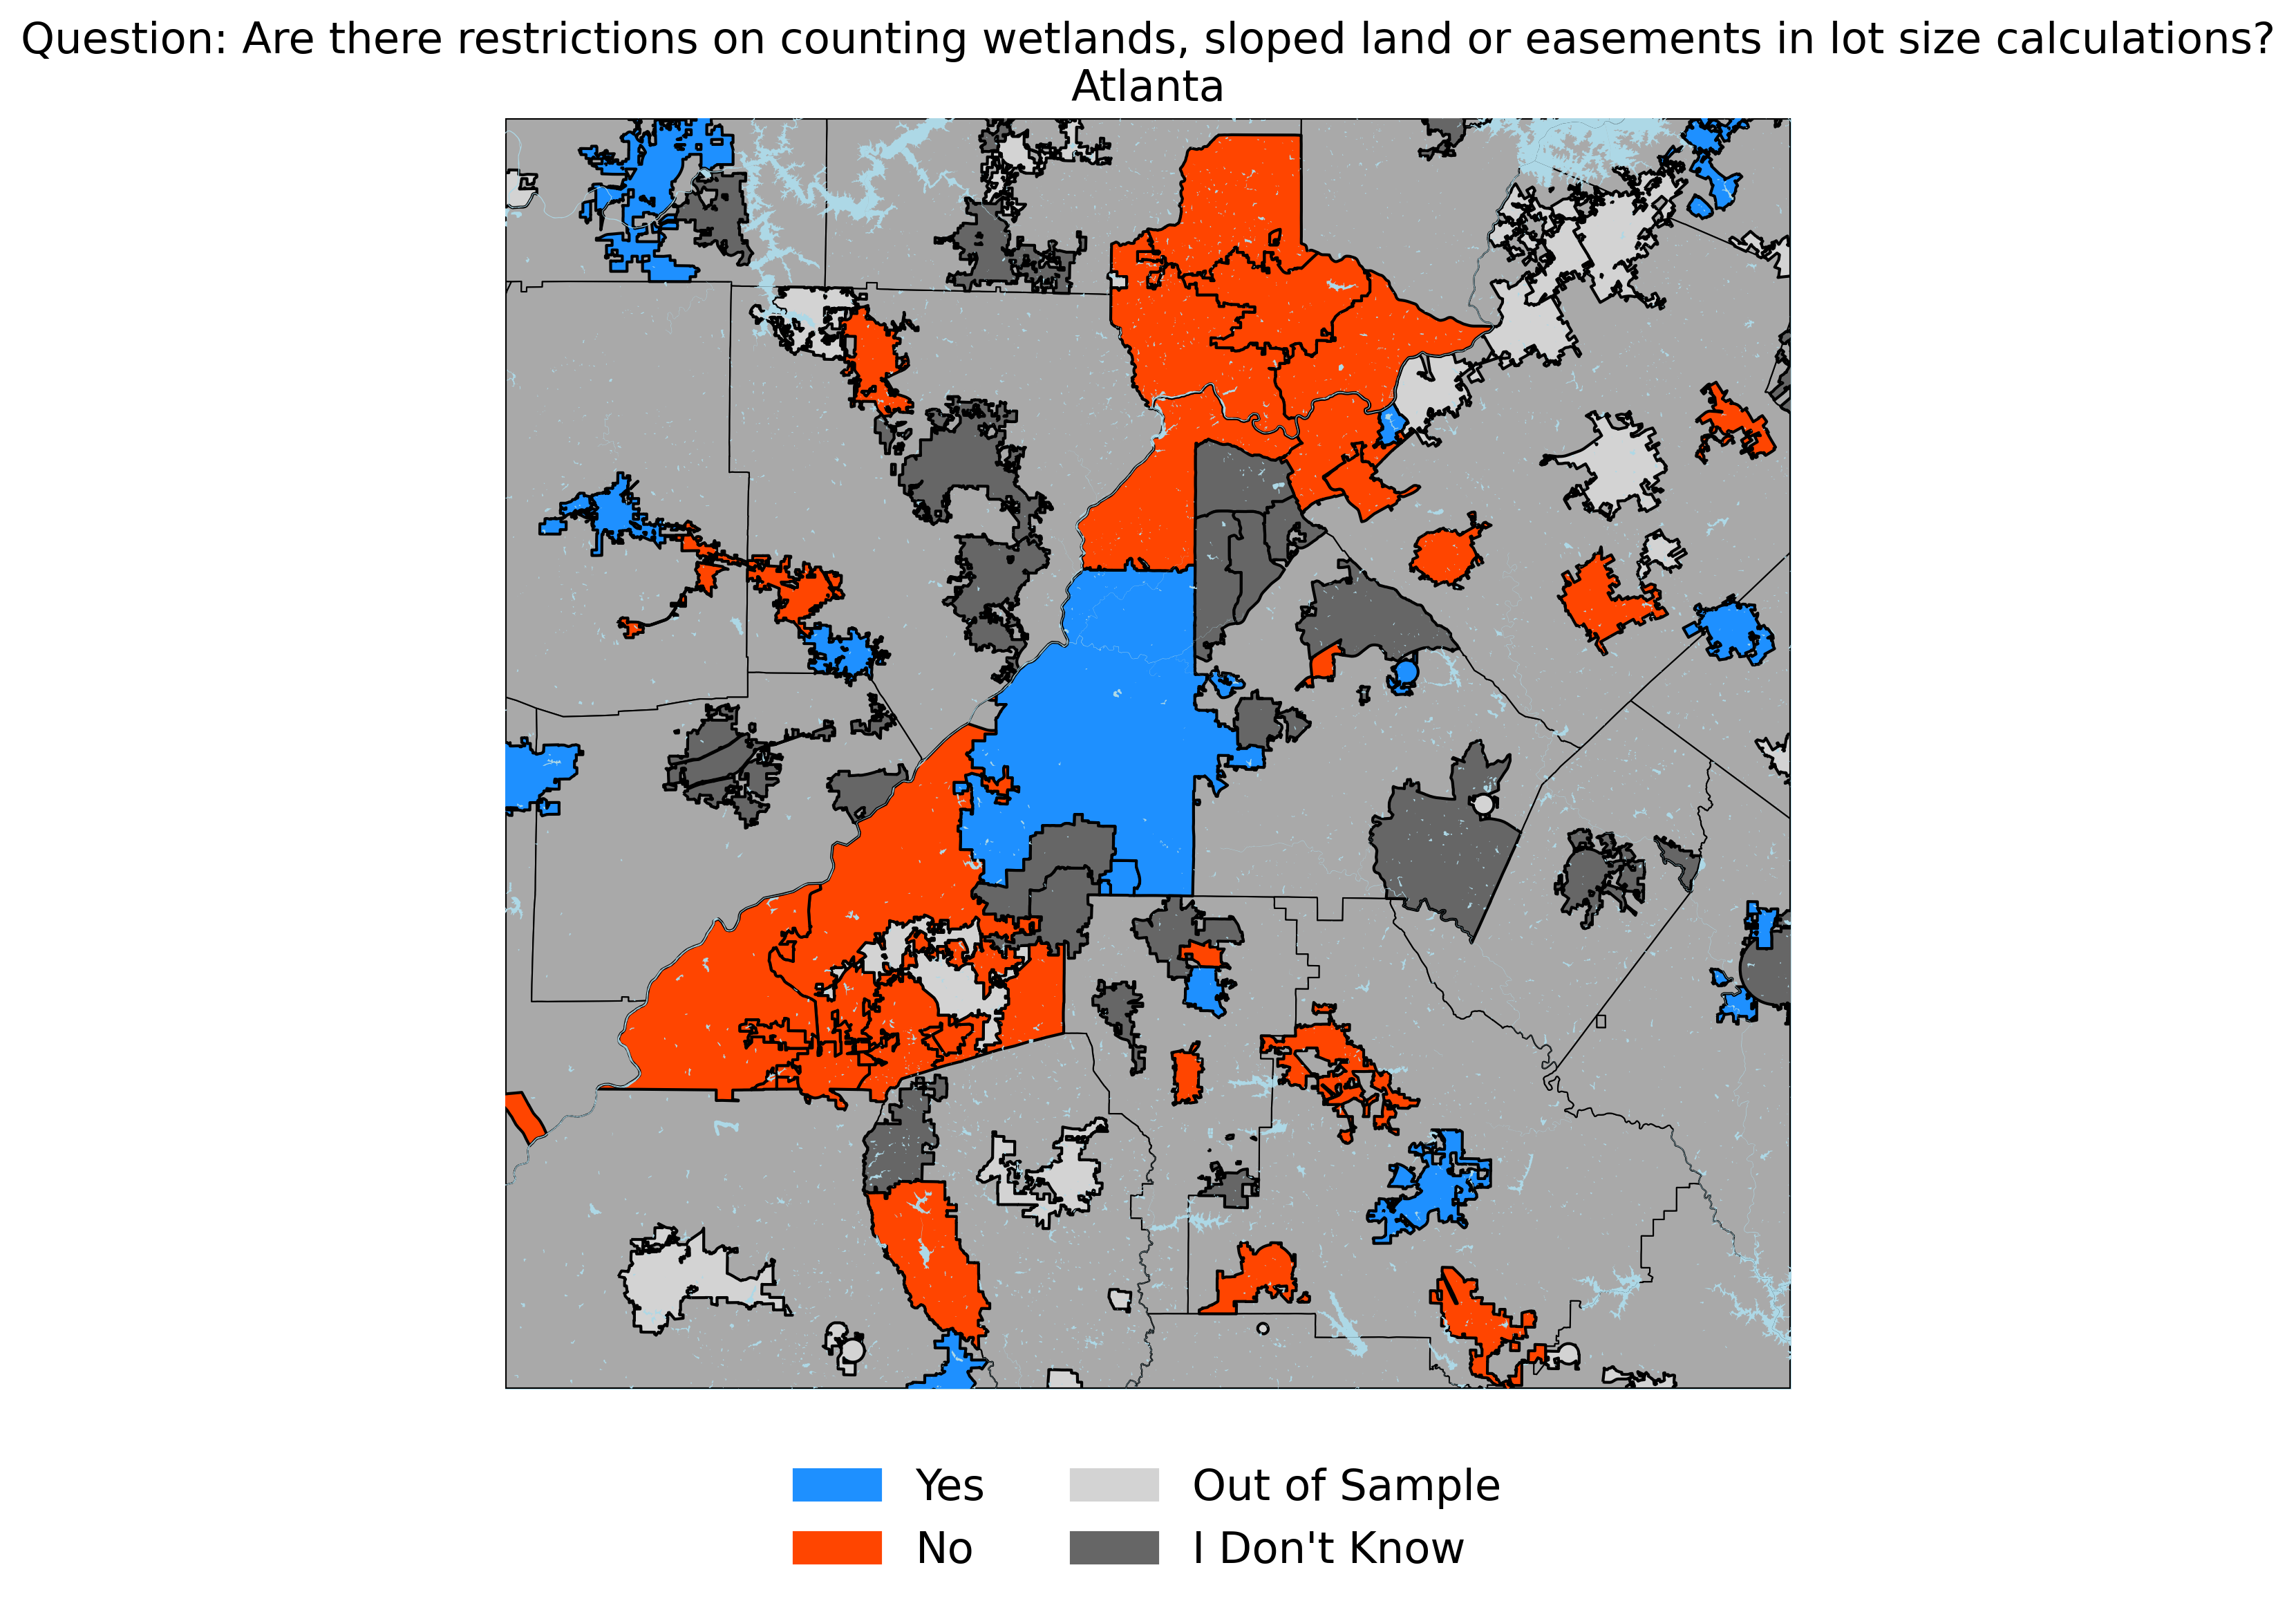 Question: Are there restrictions on counting wetlands, sloped land or easements in lot size calculations?
Atlanta
Yes
No
Out of Sample
I Don't Know